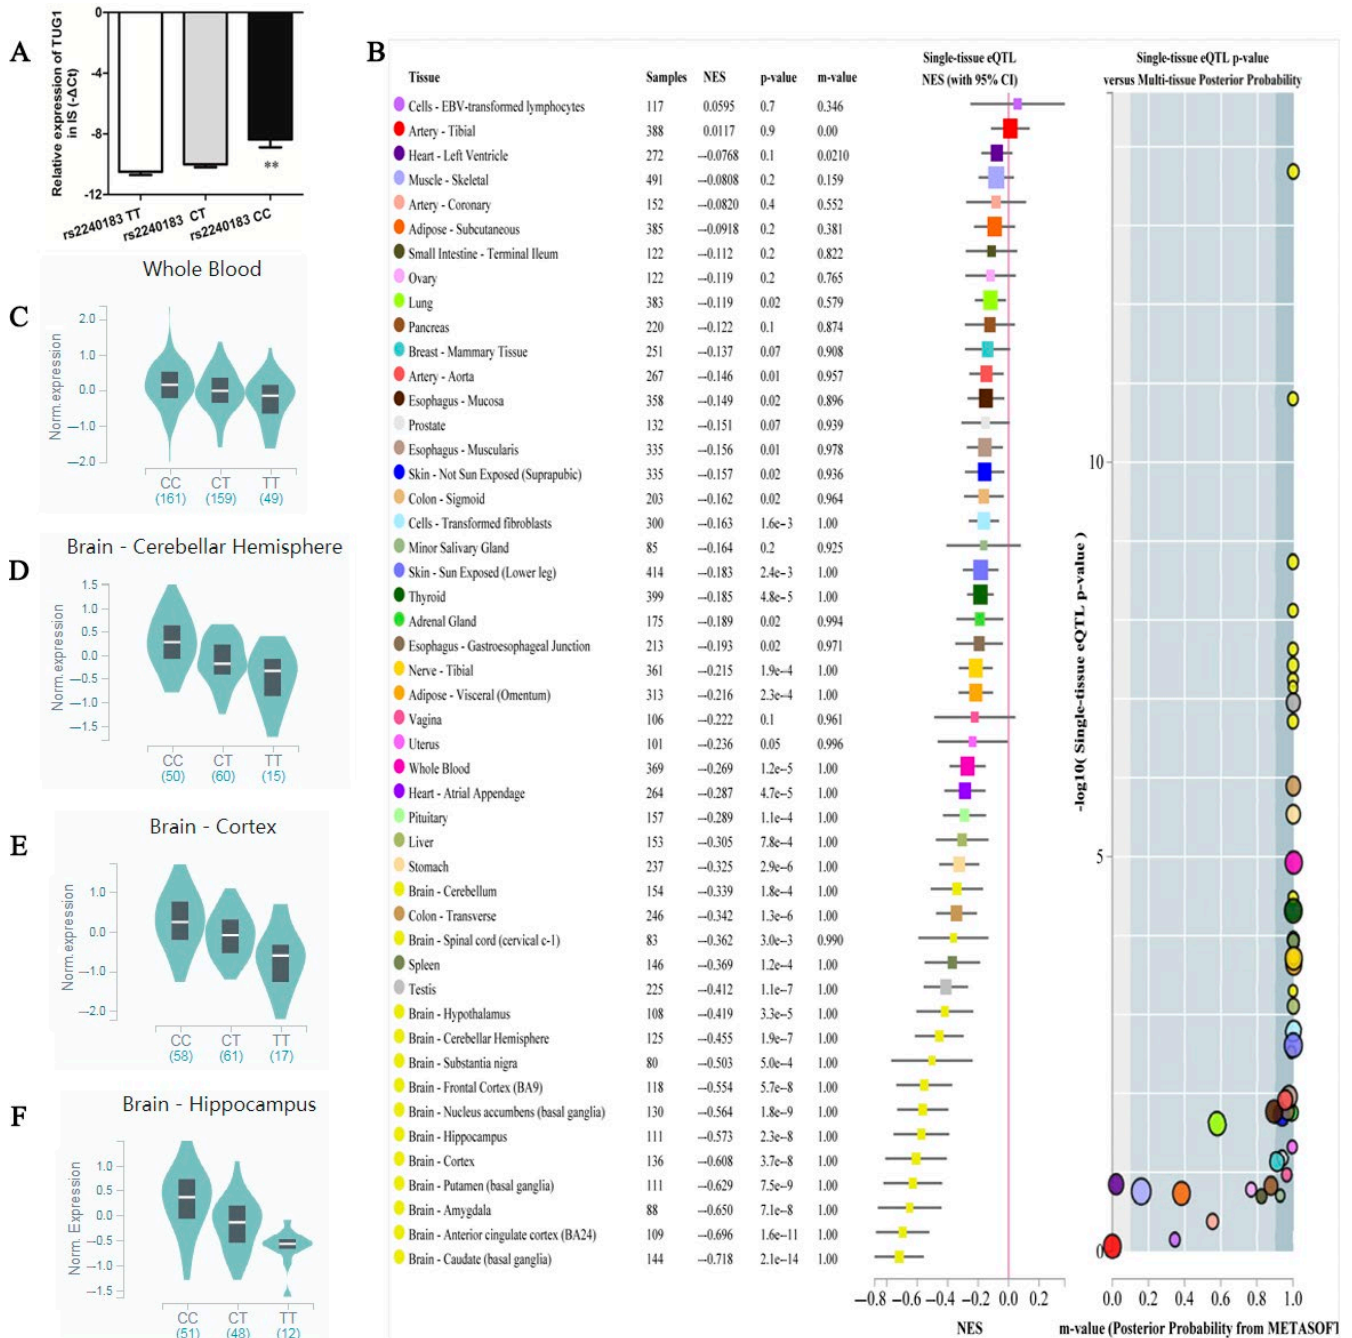 A
Relative expression of TUG1
in IS (-ΔCt)
0
-4
-8
-12
**
rs2240183 TT
rs2240183 CT
rs2240183 CC
C
Whole Blood
Norm.expression
2.0
1.0
0.0
—1.0
—2.0
CC CT TT
(161) (159) (49)
D
Brain - Cerebellar Hemisphere
Norm.expression
1.5
1.0
0.5
0.0
—0.5
—1.0
—1.5
CC CT TT
(50) (60) (15)
E
Brain - Cortex
Norm.expression
1.0
0.0
—1.0
—2.0
CC CT TT
(58) (61) (17)
F
Brain - Hippocampus
Norm. Expression
1.0
0.5
0.0
—0.5
—1.0
—1.5
CC CT TT
(51) (48) (12)
B
Tissue Samples NES p-value m-value
Single-tissue eQTL
NES (with 95% CI)
Cells - EBV-transformed lymphocytes 117 0.0595 0.7 0.346
Artery - Tibial 388 0.0117 0.9 0.00
Heart - Left Ventricle 272 —0.0768 0.1 0.0210
Muscle - Skeletal 491 —0.0808 0.2 0.159
Artery - Coronary 152 —0.0820 0.4 0.552
Adipose - Subcutaneous 385 —0.0918 0.2 0.381
Small Intestine - Terminal Ileum 122 —0.112 0.2 0.822
Ovary 122 —0.119 0.2 0.765
Lung 383 —0.119 0.02 0.579
Pancreas 220 —0.122 0.1 0.874
Breast - Mammary Tissue 251 —0.137 0.07 0.908
Artery - Aorta 267 —0.146 0.01 0.957
Esophagus - Mucosa 358 —0.149 0.02 0.896
Prostate 132 —0.151 0.07 0.939
Esophagus - Muscularis 335 —0.156 0.01 0.978
Skin - Not Sun Exposed (Suprapubic) 335 —0.157 0.02 0.936
Colon - Sigmoid 203 —0.162 0.02 0.964
Cells - Transformed fibroblasts 300 —0.163 1.6e—3 1.00
Minor Salivary Gland 85 —0.164 0.2 0.925
Skin - Sun Exposed (Lower leg) 414 —0.183 2.4e—3 1.00
Thyroid 399 —0.185 4.8e—5 1.00
Adrenal Gland 175 —0.189 0.02 0.994
Esophagus - Gastroesophageal Junction 213 —0.193 0.02 0.971
Nerve - Tibial 361 —0.215 1.9e—4 1.00
Adipose - Visceral (Omentum) 313 —0.216 2.3e—4 1.00
Vagina 106 —0.222 0.1 0.961
Uterus 101 —0.236 0.05 0.996
Whole Blood 369 —0.269 1.2e—5 1.00
Heart - Atrial Appendage 264 —0.287 4.7e—5 1.00
Pituitary 157 —0.289 1.1e—4 1.00
Liver 153 —0.305 7.8e—4 1.00
Stomach 237 —0.325 2.9e—6 1.00
Brain - Cerebellum 154 —0.339 1.8e—4 1.00
Colon - Transverse 246 —0.342 1.3e—6 1.00
Brain - Spinal cord (cervical c-1) 83 —0.362 3.0e—3 0.990
Spleen 146 —0.369 1.2e—4 1.00
Testis 225 —0.412 1.1e—7 1.00
Brain - Hypothalamus 108 —0.419 3.3e—5 1.00
Brain - Cerebellar Hemisphere 125 —0.455 1.9e—7 1.00
Brain - Substantia nigra 80 —0.503 5.0e—4 1.00
Brain - Frontal Cortex (BA9) 118 —0.554 5.7e—8 1.00
Brain - Nucleus accumbens (basal ganglia) 130 —0.564 1.8e—9 1.00
Brain - Hippocampus 111 —0.573 2.3e—8 1.00
Brain - Cortex 136 —0.608 3.7e—8 1.00
Brain - Putamen (basal ganglia) 111 —0.629 7.5e—9 1.00
Brain - Amygdala 88 —0.650 7.1e—8 1.00
Brain - Anterior cingulate cortex (BA24) 109 —0.696 1.6e—11 1.00
Brain - Caudate (basal ganglia) 144 —0.718 2.1e—14 1.00
—0.8 —0.6 —0.4 —0.2 0.0 0.2
NES
Single-tissue eQTL p-value
versus Multi-tissue Posterior Probability
-log10( Single-tissue eQTL p-value )
10
5
0
0.0 0.2 0.4 0.6 0.8 1.0
m-value (Posterior Probability from METASOFT